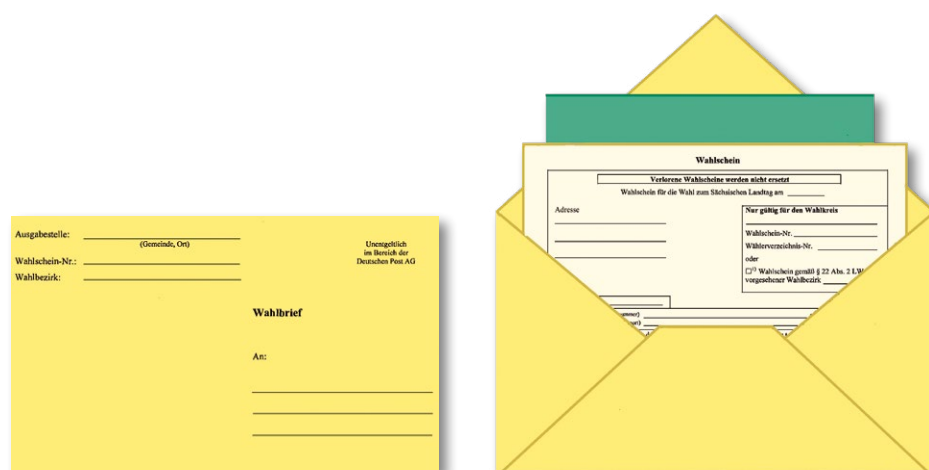 Ausgabestelle:
(Gemeinde, Ort)
Wahlschein-Nr.:
Wahlbezirk:
Unentgeltlich
im Bereich der
Deutschen Post AG
Wahlbrief
An:
Wahlschein
Verlorene Wahlscheine werden nicht ersetzt
Wahlschein für die Wahl zum Sächsischen Landtag am
Adresse
Nur gültig für den Wahlkreis
Wahlschein-Nr.
Wählerverzeichnis-Nr.
oder
Wahlschein gemäß § 22 Abs. 2 LW
vorgesehener Wahlbezirk